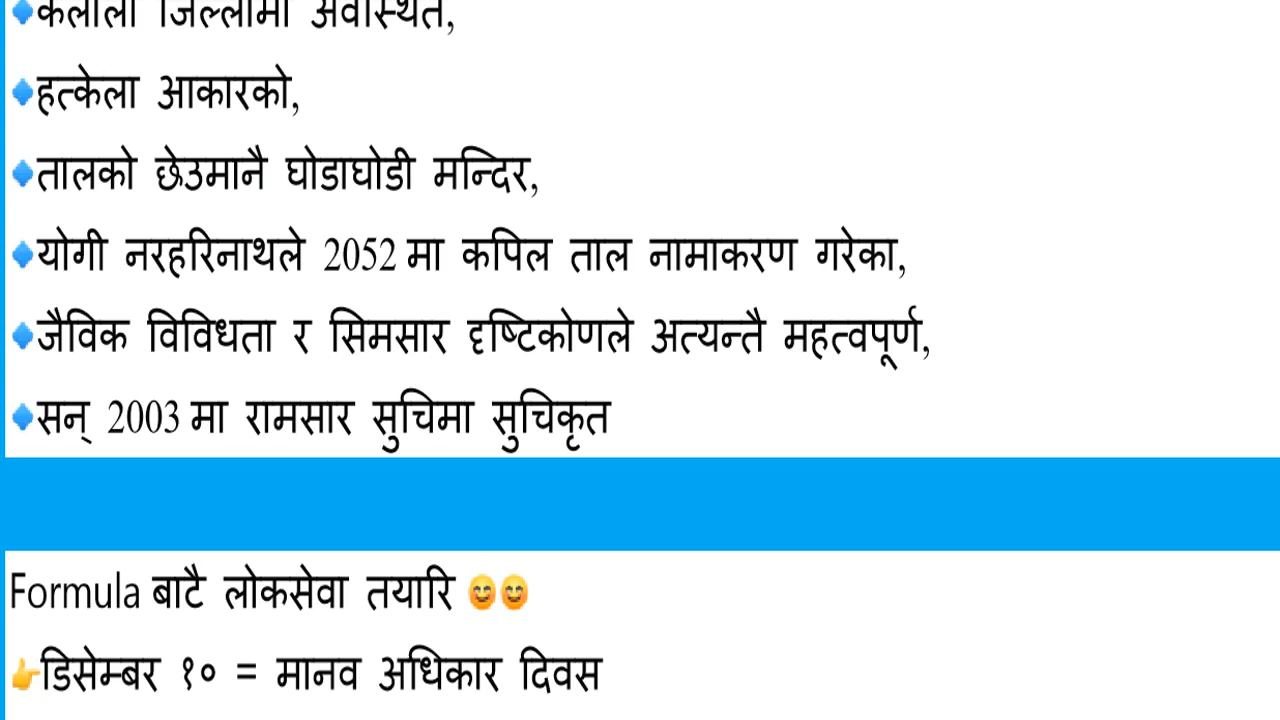 🔷कैलाली जिल्लामा अवस्थित,
🔷हत्केला आकारको,
🔷तालको छेउमानै घोडाघोडी मन्दिर,
🔷योगी नरहरिनाथले 2052 मा कपिल ताल नामाकरण गरेका,
🔷जैविक विविधता र सिमसार दृष्टिकोणले अत्यन्तै महत्वपूर्ण,
🔷सन् 2003 मा रामसार सुचिमा सुचिकृत
Formula बाटै लोकसेवा तयारि 😄😄
👉डिसेम्बर १० = मानव अधिकार दिवस